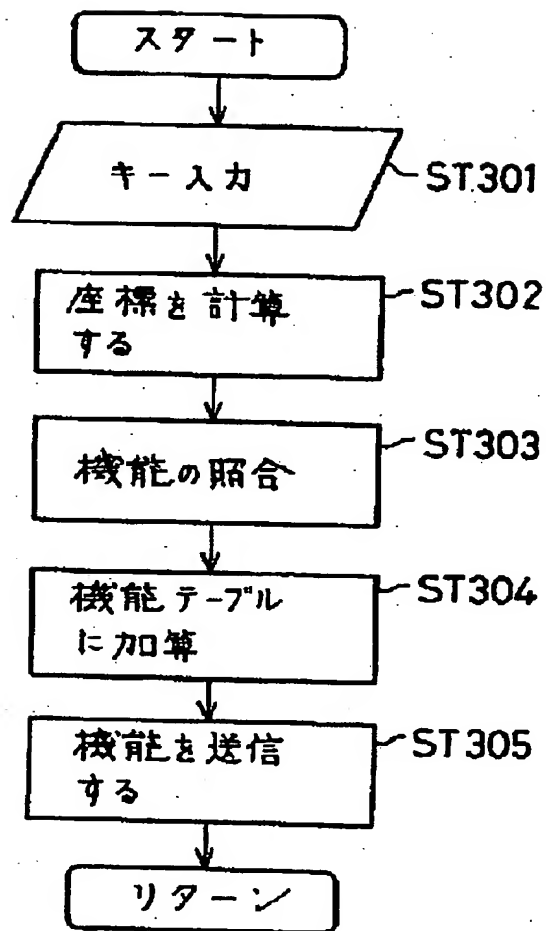 スタート
キー入力
ST301
座標を計算
する
ST302
機能の照合
ST303
機能テーブル
に加算
ST304
機能を送信
する
ST305
リターン